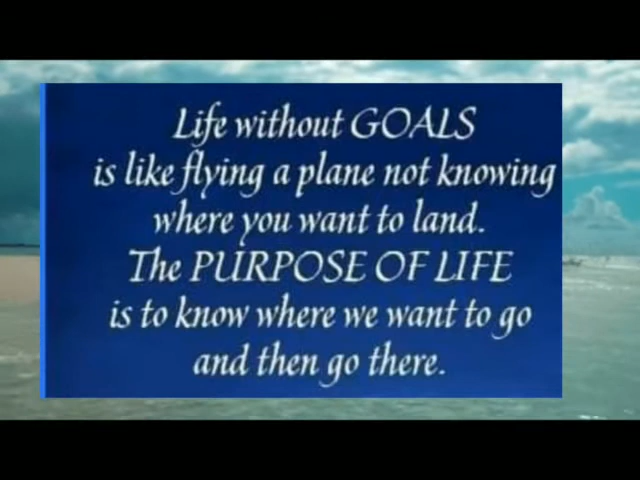 Life without GOALS
is like flying a plane not knowing
where you want to land.
The PURPOSE OF LIFE
is to know where we want to go
and then go there.